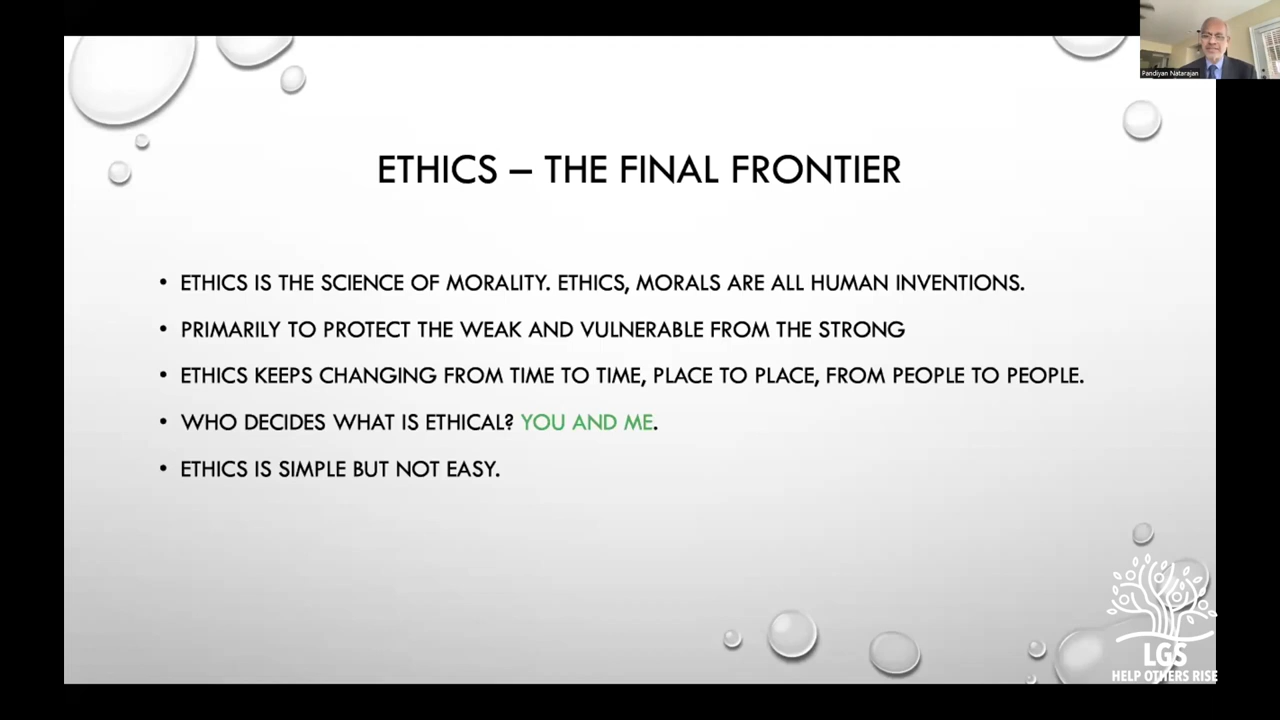 Pandiyan Natarajan
ETHICS – THE FINAL FRONTIER
• ETHICS IS THE SCIENCE OF MORALITY. ETHICS, MORALS ARE ALL HUMAN INVENTIONS.
• PRIMARILY TO PROTECT THE WEAK AND VULNERABLE FROM THE STRONG
• ETHICS KEEPS CHANGING FROM TIME TO TIME, PLACE TO PLACE, FROM PEOPLE TO PEOPLE.
• WHO DECIDES WHAT IS ETHICAL? YOU AND ME.
• ETHICS IS SIMPLE BUT NOT EASY.
LGS
HELP OTHERS RISE